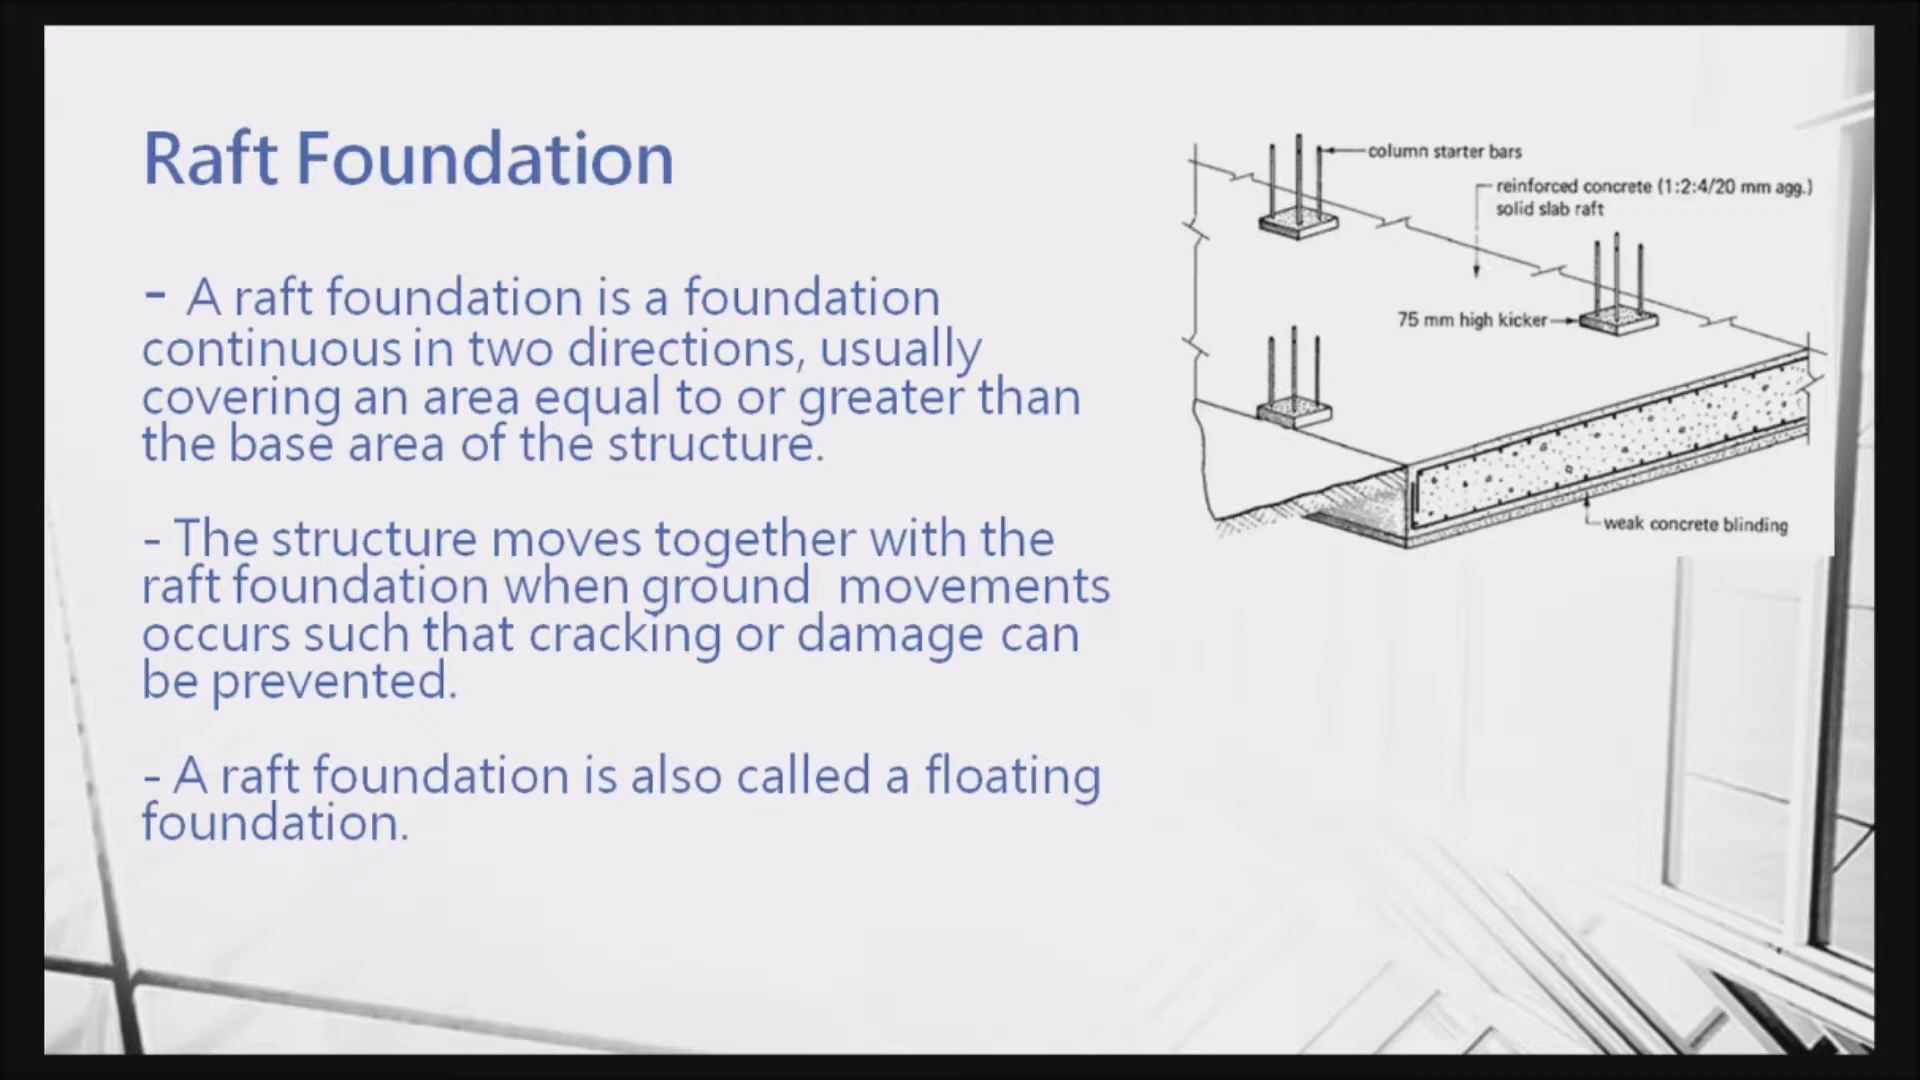 Raft Foundation
- A raft foundation is a foundation
continuous in two directions, usually
covering an area equal to or greater than
the base area of the structure.
- The structure moves together with the
raft foundation when ground movements
occurs such that cracking or damage can
be prevented.
- A raft foundation is also called a floating
foundation.
column starter bars
reinforced concrete (1:2:4/20 mm agg.)
solid slab raft
75 mm high kicker
weak concrete blinding